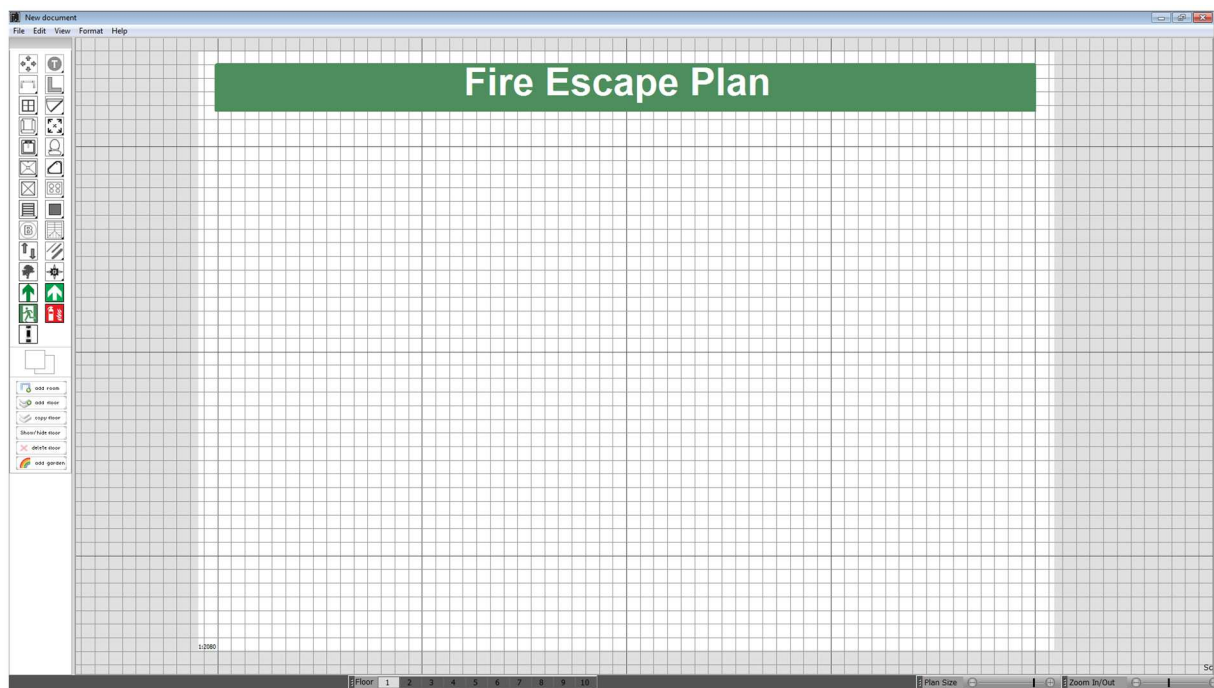 New document
File Edit View Format Help
Fire Escape Plan
T
B
add room
add floor
copy floor
Show/hide floor
delete floor
add garden
1:2080
Sc
Floor 1 2 3 4 5 6 7 8 9 10
Plan Size
Zoom In/Out